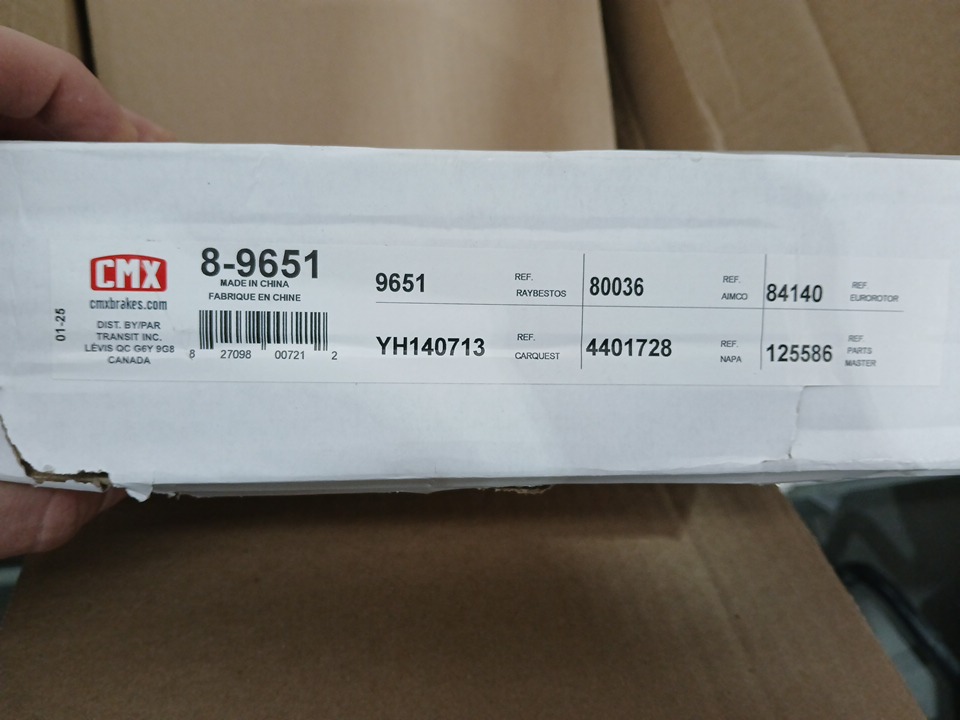 CMX
cmxbrakes.com
DIST. BY/PAR
TRANSIT INC.
LÉVIS QC G6Y 9G8
CANADA
01-25
8-9651
MADE IN CHINA
FABRIQUE EN CHINE
8 27098 00721 2
9651 REF. RAYBESTOS
80036 REF. AIMCO
84140 REF. EUROROTOR
YH140713 REF. CARQUEST
4401728 REF. NAPA
125586 REF. PARTS MASTER